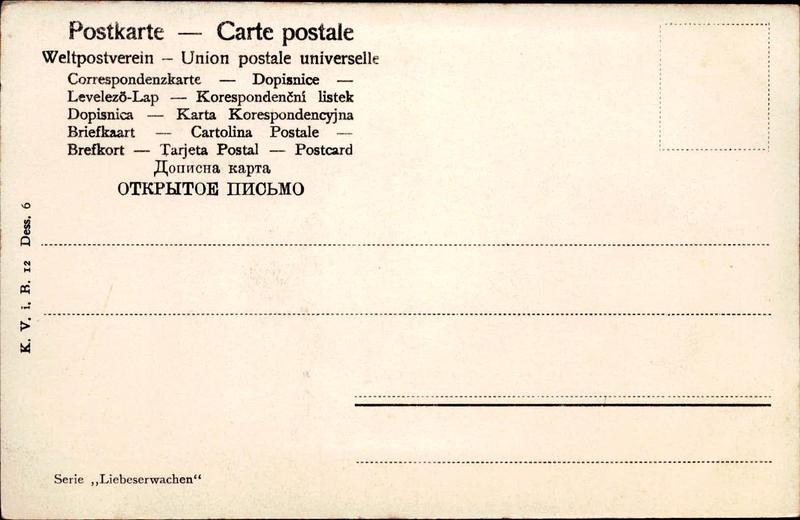 Postkarte — Carte postale
Weltpostverein – Union postale universelle
Correspondenzkarte — Dopisnice —
Levelező-Lap — Korespondenční listek
Dopisnica — Karta Korespondencyjna
Briefkaart — Cartolina Postale —
Brefkort — Tarjeta Postal — Postcard
Дописна карта
ОТКРЫТОЕ ПИСЬМО
K. V. i. B. 12 Dess. 6
Serie „Liebeserwachen“